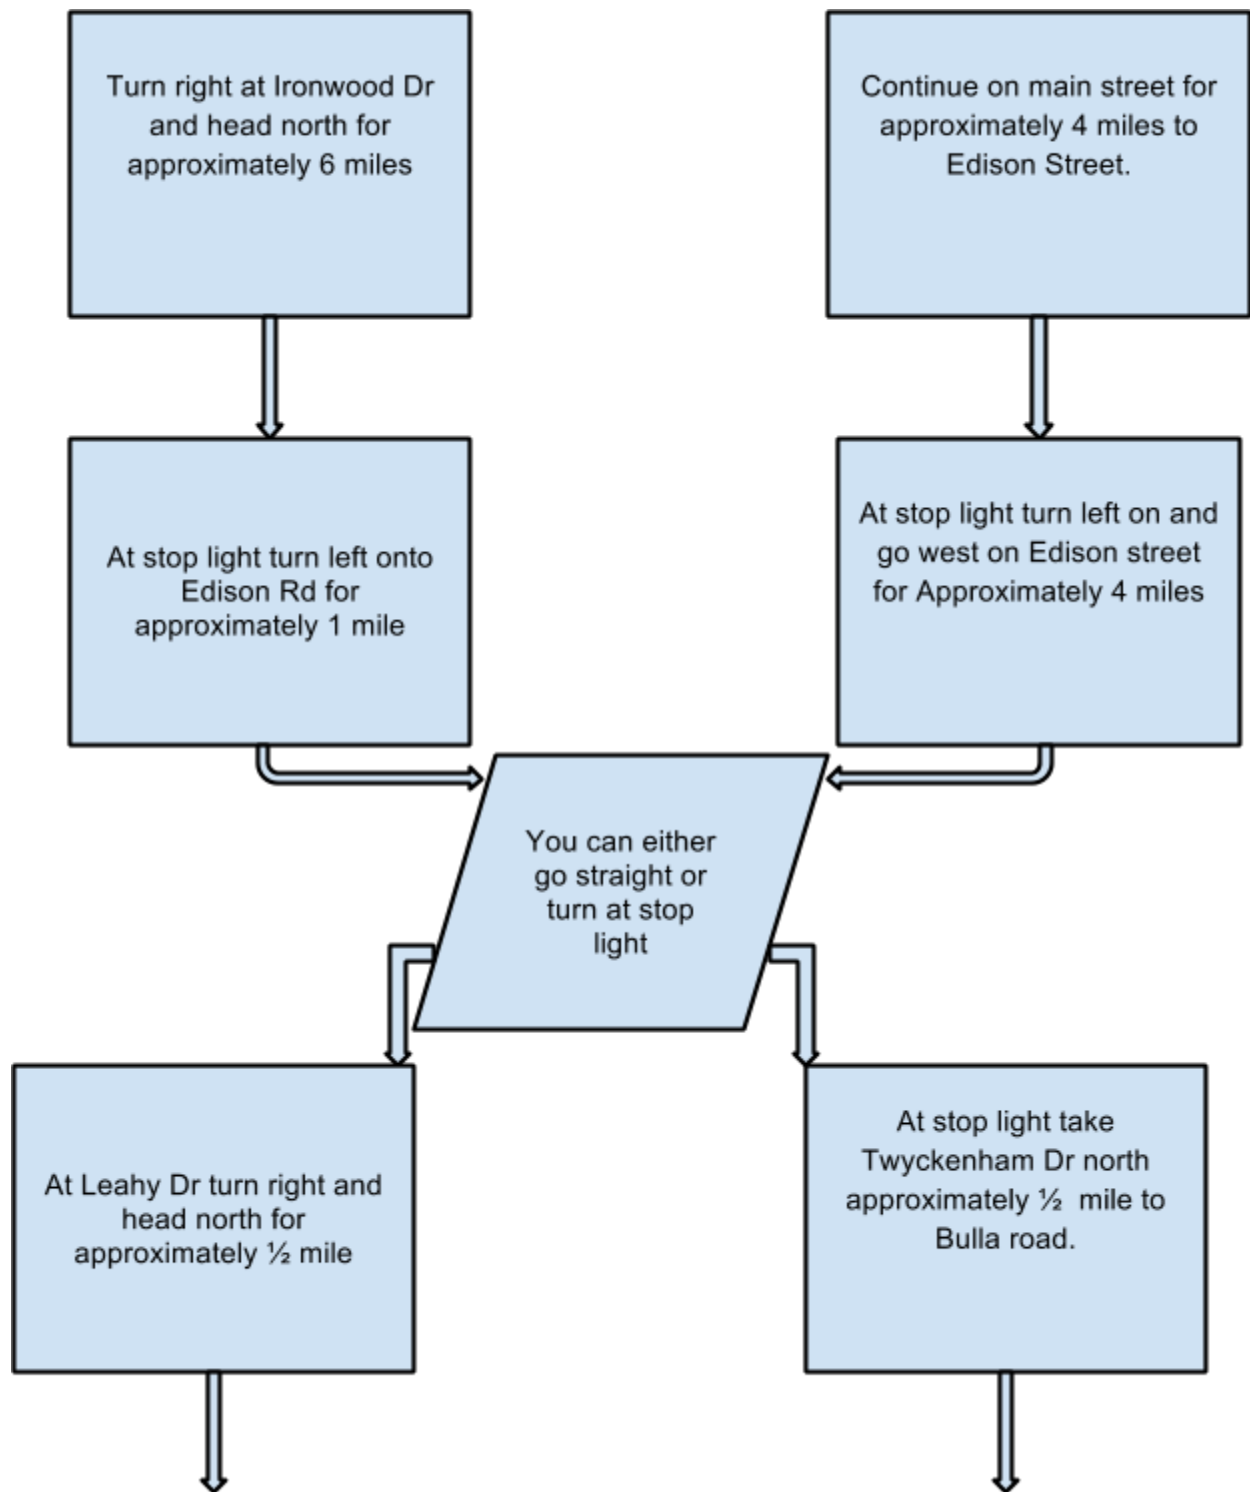 Turn right at Ironwood Dr
and head north for
approximately 6 miles
Continue on main street for
approximately 4 miles to
Edison Street.
At stop light turn left onto
Edison Rd for
approximately 1 mile
At stop light turn left on and
go west on Edison street
for Approximately 4 miles
You can either
go straight or
turn at stop
light
At Leahy Dr turn right and
head north for
approximately ½ mile
At stop light take
Twyckenham Dr north
approximately ½ mile to
Bulla road.